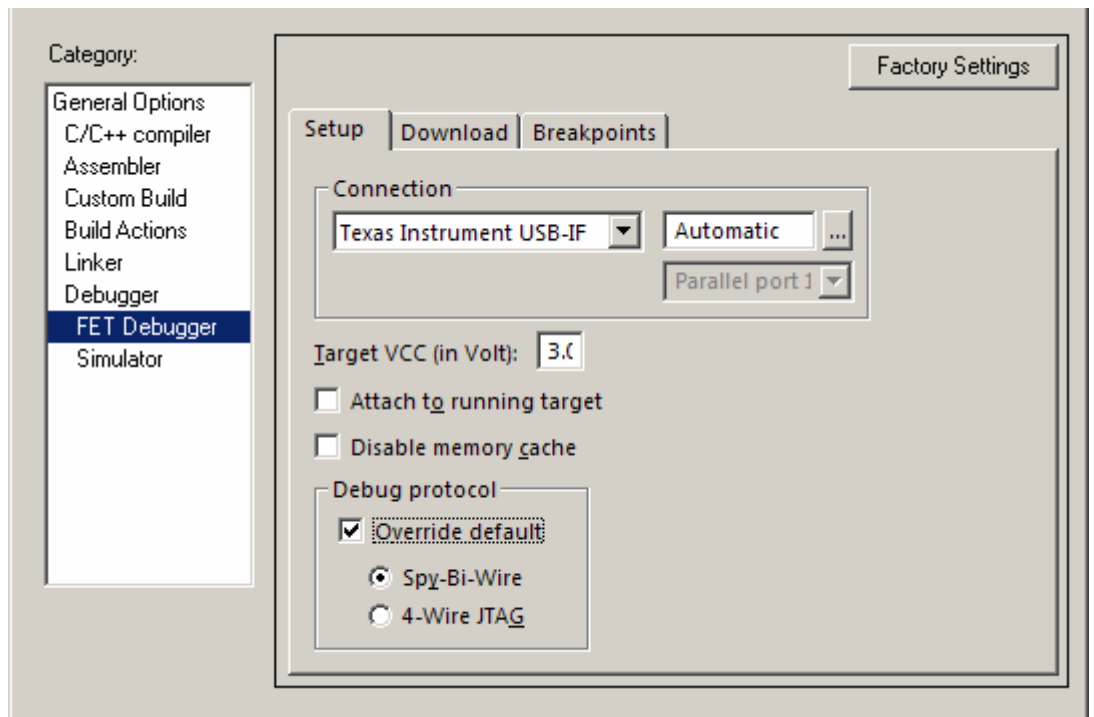 Category:
Factory Settings
General Options
C/C++ compiler
Assembler
Custom Build
Build Actions
Linker
Debugger
FET Debugger
Simulator
Setup Download Breakpoints
Connection
Texas Instrument USB-IF Automatic ...
Parallel port 1
Target VCC (in Volt):
Attach to running target
Disable memory cache
Debug protocol
Override default
Spy-Bi-Wire
4-Wire JTAG